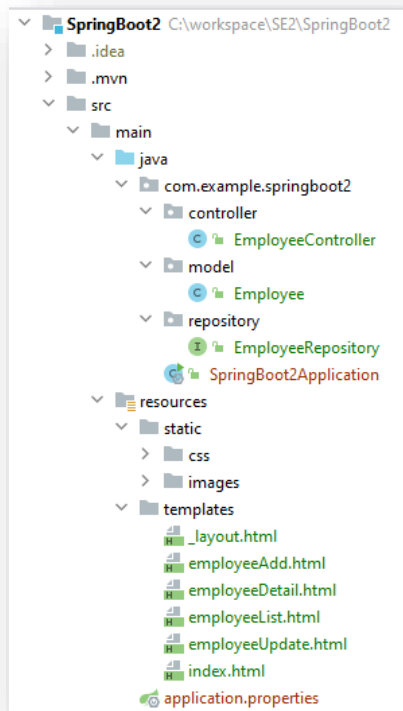 SpringBoot2 C:\workspace\SE2\SpringBoot2
.idea
.mvn
src
main
java
com.example.springboot2
controller
C EmployeeController
model
C Employee
repository
I EmployeeRepository
SpringBoot2Application
resources
static
css
images
templates
H _layout.html
H employeeAdd.html
H employeeDetail.html
H employeeList.html
H employeeUpdate.html
H index.html
application.properties